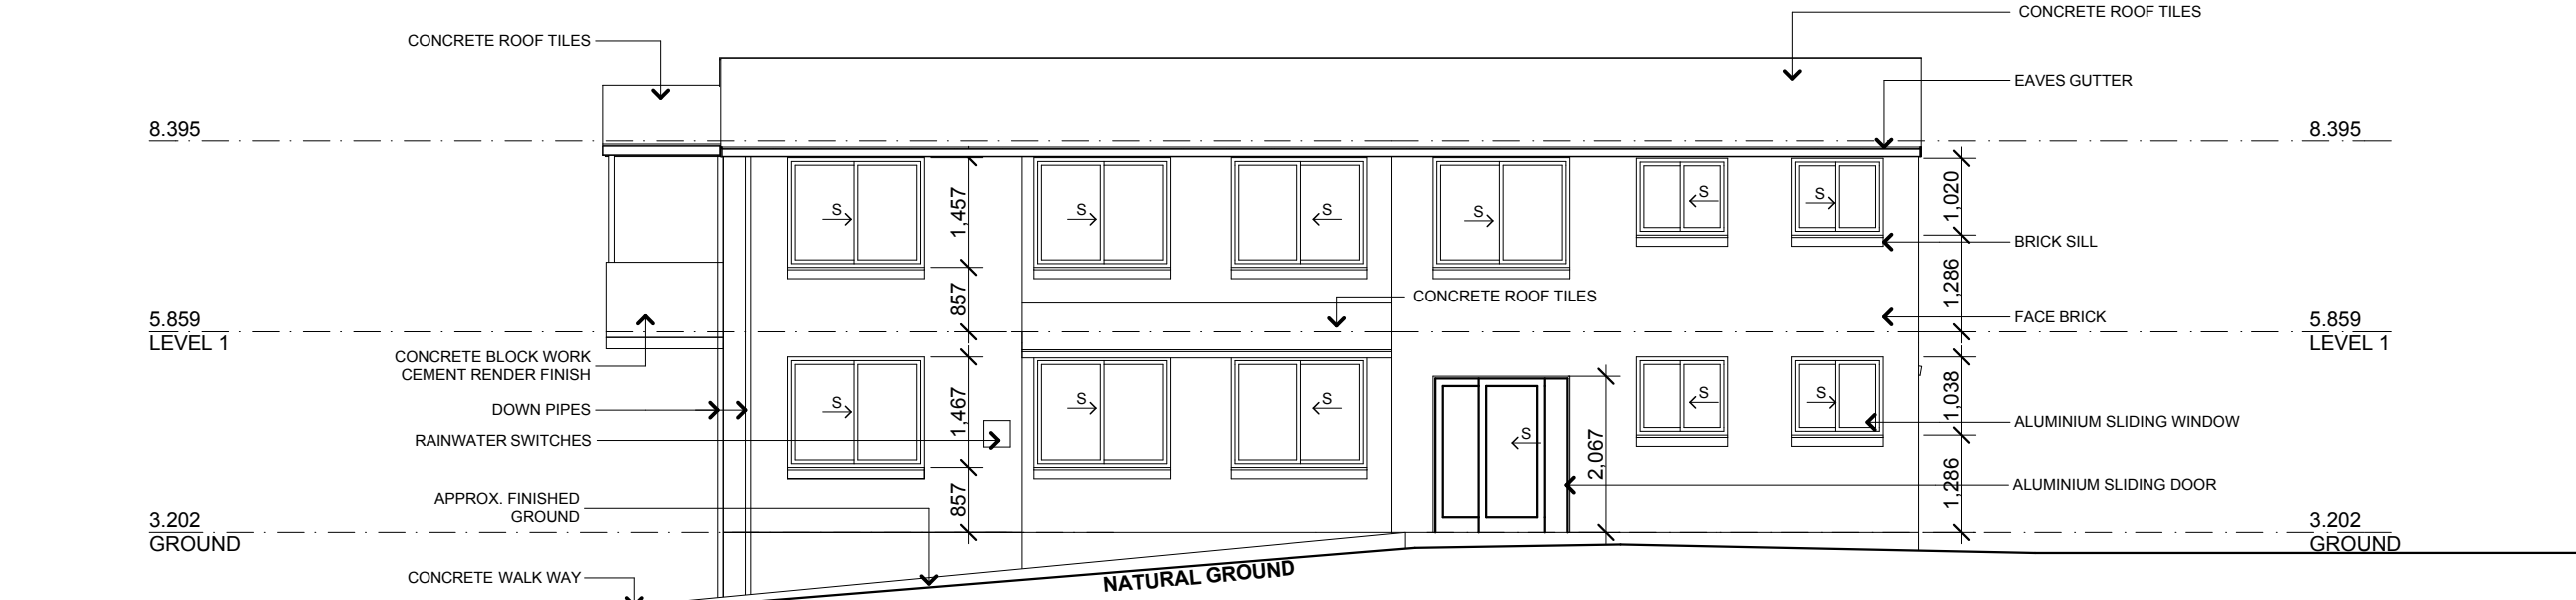 CONCRETE ROOF TILES
CONCRETE ROOF TILES
EAVES GUTTER
8.395
8.395
S
1,457
S
S
S
S
S
1,020
BRICK SILL
857
CONCRETE ROOF TILES
1,286
FACE BRICK
5.859
LEVEL 1
5.859
LEVEL 1
CONCRETE BLOCK WORK
CEMENT RENDER FINISH
DOWN PIPES
RAINWATER SWITCHES
S
1,467
S
S
S
2,067
S
S
1,038
ALUMINIUM SLIDING WINDOW
APPROX. FINISHED
GROUND
857
1,286
ALUMINIUM SLIDING DOOR
3.202
GROUND
3.202
GROUND
CONCRETE WALK WAY
NATURAL GROUND